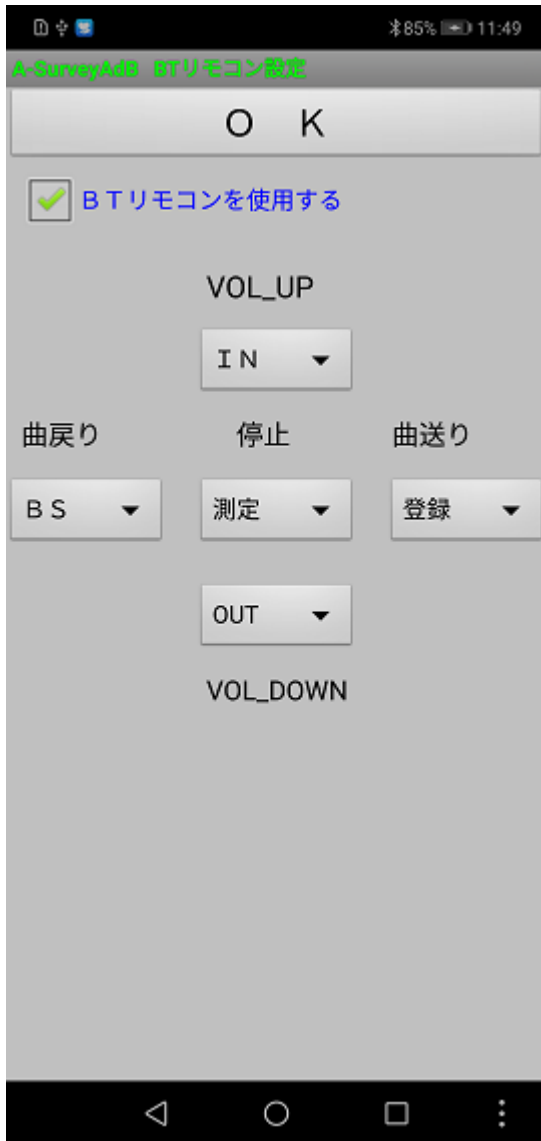 85% 11:49
A-SurveyAdB BTリモコン設定
Ｏ Ｋ
ＢＴリモコンを使用する
VOL_UP
ＩＮ
曲戻り 停止 曲送り
ＢＳ 測定 登録
OUT
VOL_DOWN